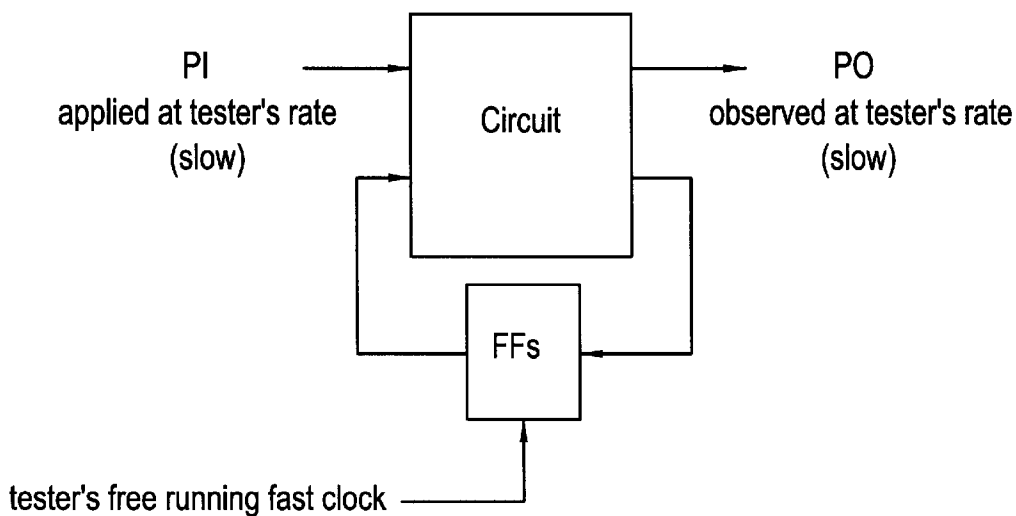 PI
applied at tester's rate
(slow)
Circuit
PO
observed at tester's rate
(slow)
FFs
tester's free running fast clock